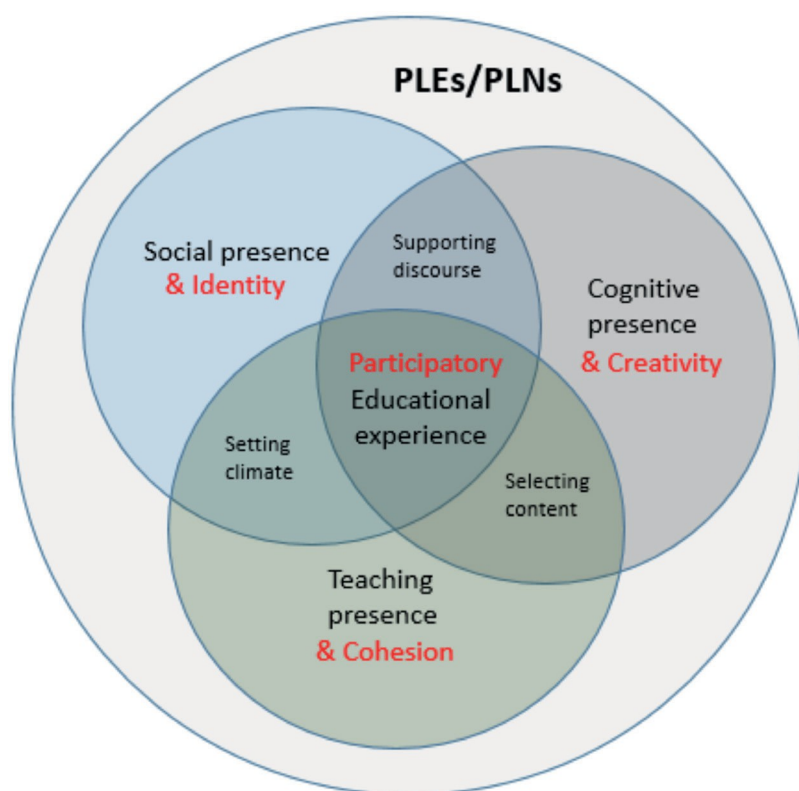 PLEs/PLNs
Social presence
& Identity
Supporting
discourse
Cognitive
presence
& Creativity
Participatory
Educational
experience
Setting
climate
Selecting
content
Teaching
presence
& Cohesion